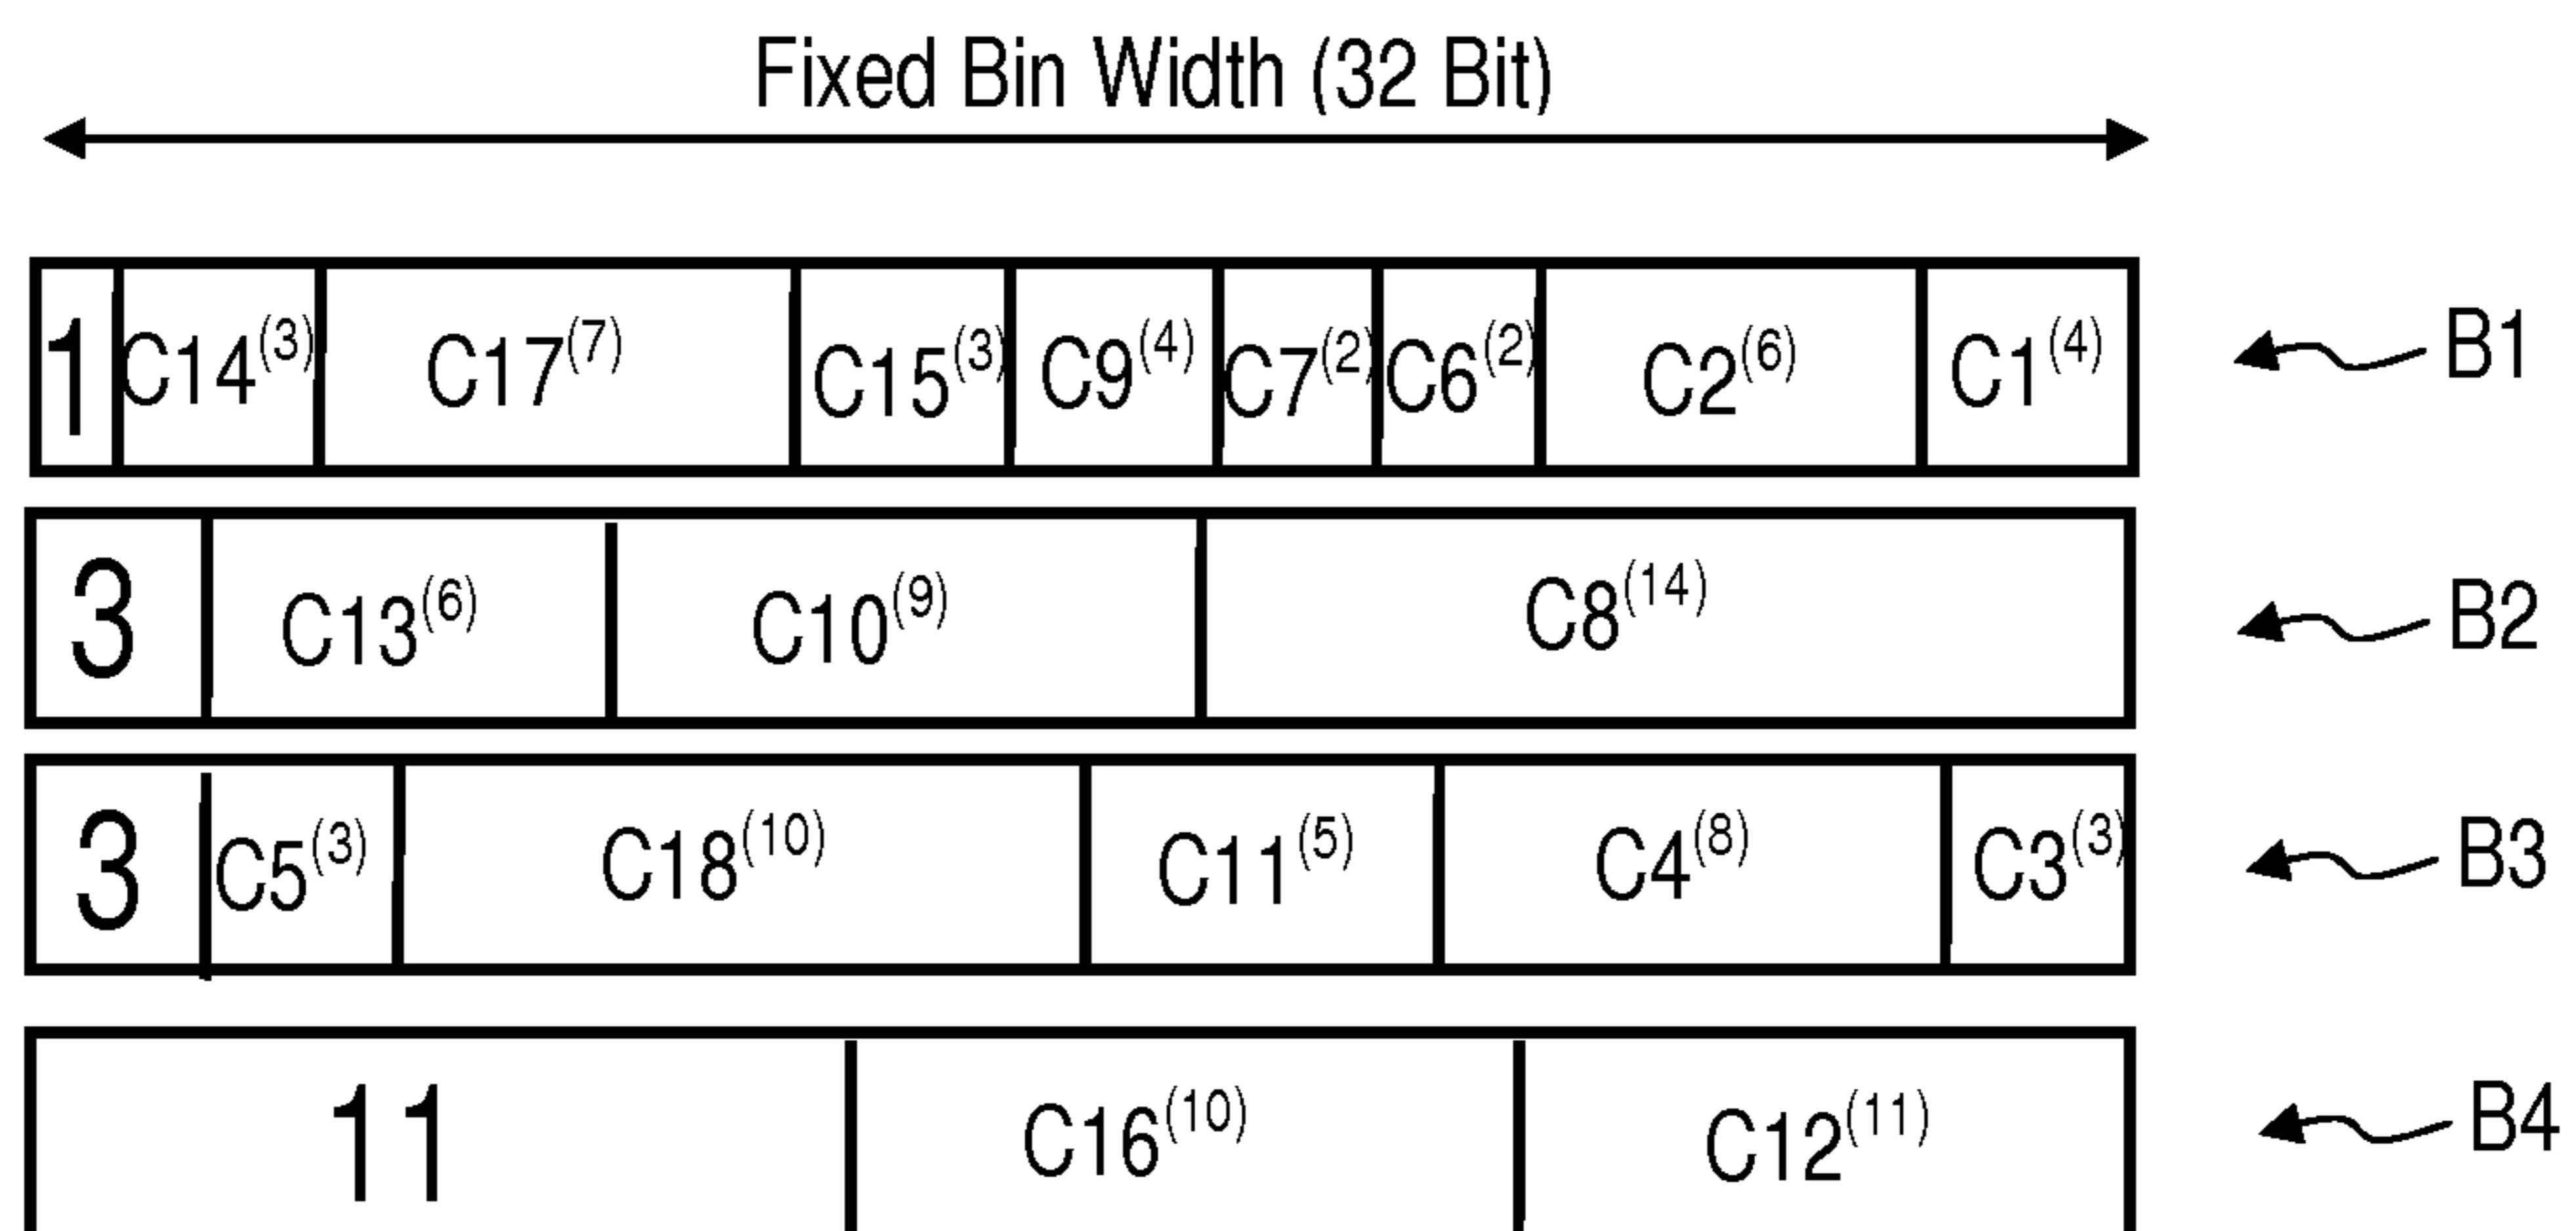 Fixed Bin Width (32 Bit)
1 C14(3) C17(7) C15(3) C9(4) C7(2) C6(2) C2(6) C1(4) B1
3 C13(6) C10(9) C8(14) B2
3 C5(3) C18(10) C11(5) C4(8) C3(3) B3
11 C16(10) C12(11) B4